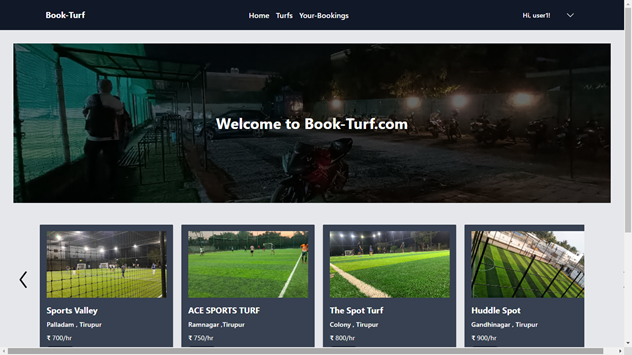 Book-Turf
Home Turfs Your-Bookings
Hi, user1!
Welcome to Book-Turf.com
Sports Valley
Palladam , Tirupur
₹ 700/hr
ACE SPORTS TURF
Ramnagar ,Tirupur
₹ 750/hr
The Spot Turf
Colony , Tirupur
₹ 800/hr
Huddle Spot
Gandhinagar , Tirupur
₹ 900/hr